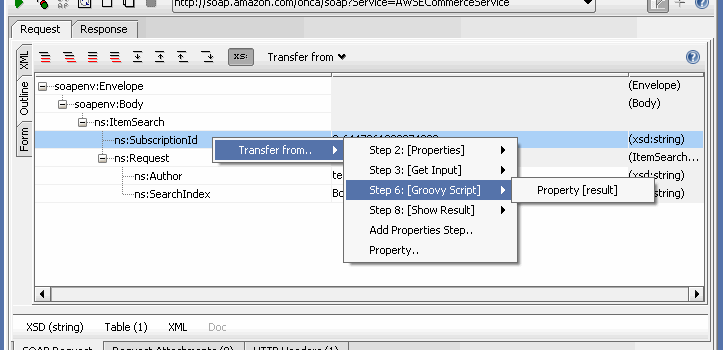 http://soap.amazon.com/onca/soap?Service=AWSECommerceService
Request Response
XML
Outline
Form
xs: Transfer from
soapenv:Envelope (Envelope)
soapenv:Body (Body)
ns:ItemSearch
ns:SubscriptionId (xsd:string)
ns:Request (ItemSearch...
ns:Author te (xsd:string)
ns:SearchIndex Bo (xsd:string)
Transfer from..
Step 2: [Properties]
Step 3: [Get Input]
Step 6: [Groovy Script]
Property [result]
Step 8: [Show Result]
Add Properties Step..
Property..
XSD (string) Table (1) XML Doc
SOAP Request Request Attachments (0) HTTP Headers (1)